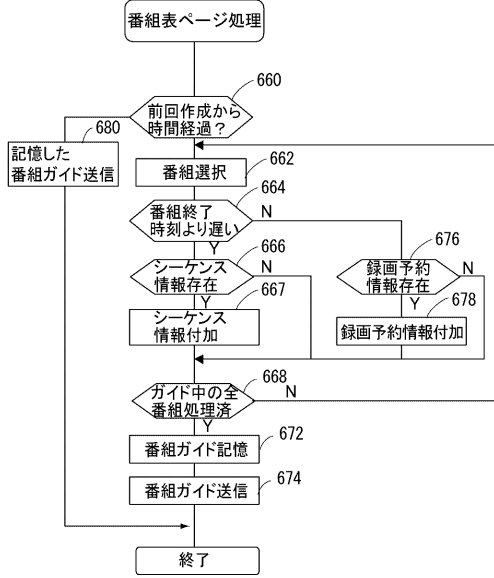 番組表ページ処理
660
前回作成から
時間経過？
680
記憶した
番組ガイド送信
662
番組選択
664
番組終了
時刻より遅い
N
Y
666
シーケンス
情報存在
N
Y
676
録画予約
情報存在
N
Y
667
シーケンス
情報付加
678
録画予約情報付加
668
ガイド中の全
番組処理済
N
Y
672
番組ガイド記憶
674
番組ガイド送信
終了